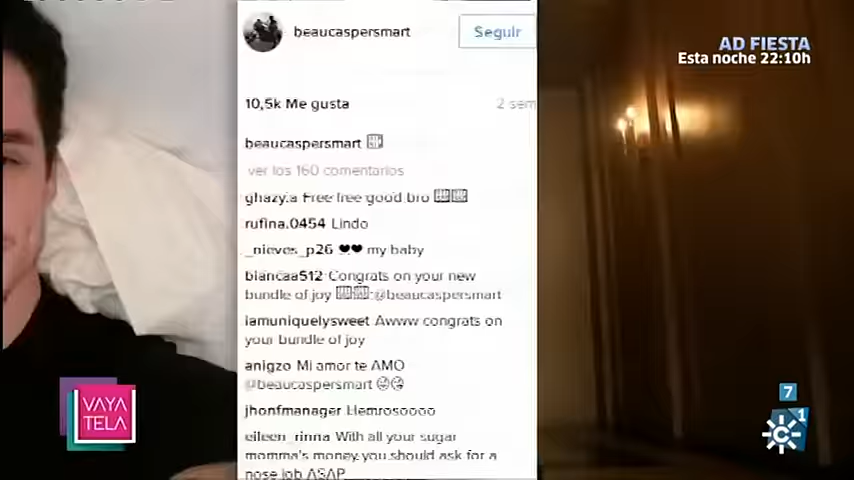 beaucaspersmart
Seguir
AD FIESTA
Esta noche 22:10h
10,5k Me gusta
2 sem
beaucaspersmart
ver los 160 comentarios
ghazy.a Free free good bro
rufina.0454 Lindo
_nieves_p26 ♥♥ my baby
biancaa512 Congrats on your new
bundle of joy @beaucaspersmart
iamuniquelysweet Awww congrats on
your bundle of joy
anigzo Mi amor te AMO
@beaucaspersmart 😜😘
jhonfmanager
eileen_rinna With all your sugar
momma's money you should ask for a
nose job ASAP
VAYA
TELA
7
1